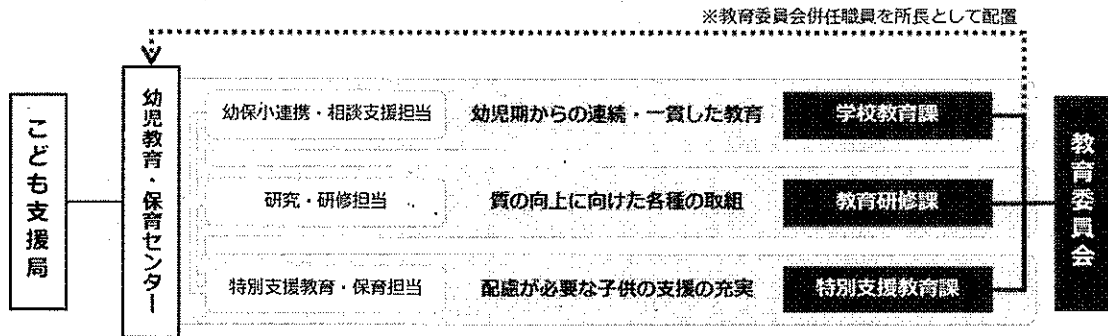 ※教育委員会併任職員を所長として配置
こども支援局
幼児教育・保育センター
幼保小連携・相談支援担当
幼児期からの連続・一貫した教育
学校教育課
研究・研修担当
質の向上に向けた各種の取組
教育研修課
特別支援教育・保育担当
配慮が必要な子供の支援の充実
特別支援教育課
教育委員会